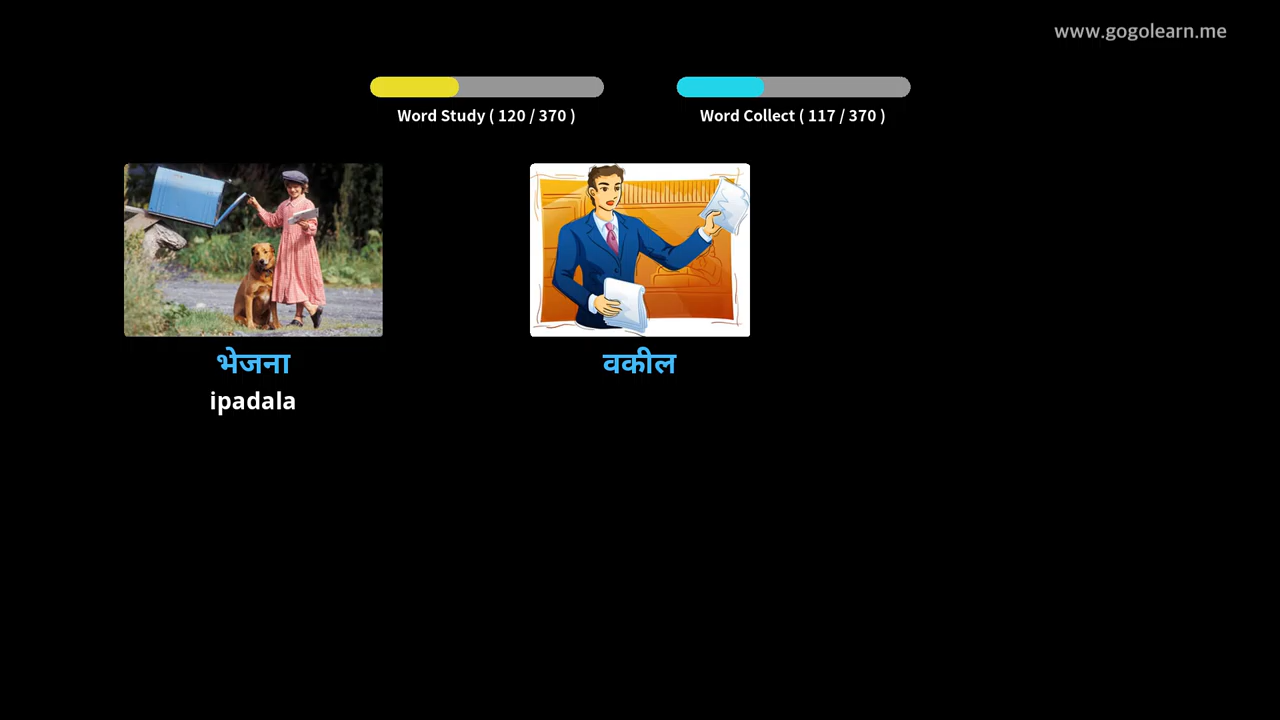 www.gogolearn.me
Word Study ( 120 / 370 )
Word Collect ( 117 / 370 )
भेजना
ipadala
वकील